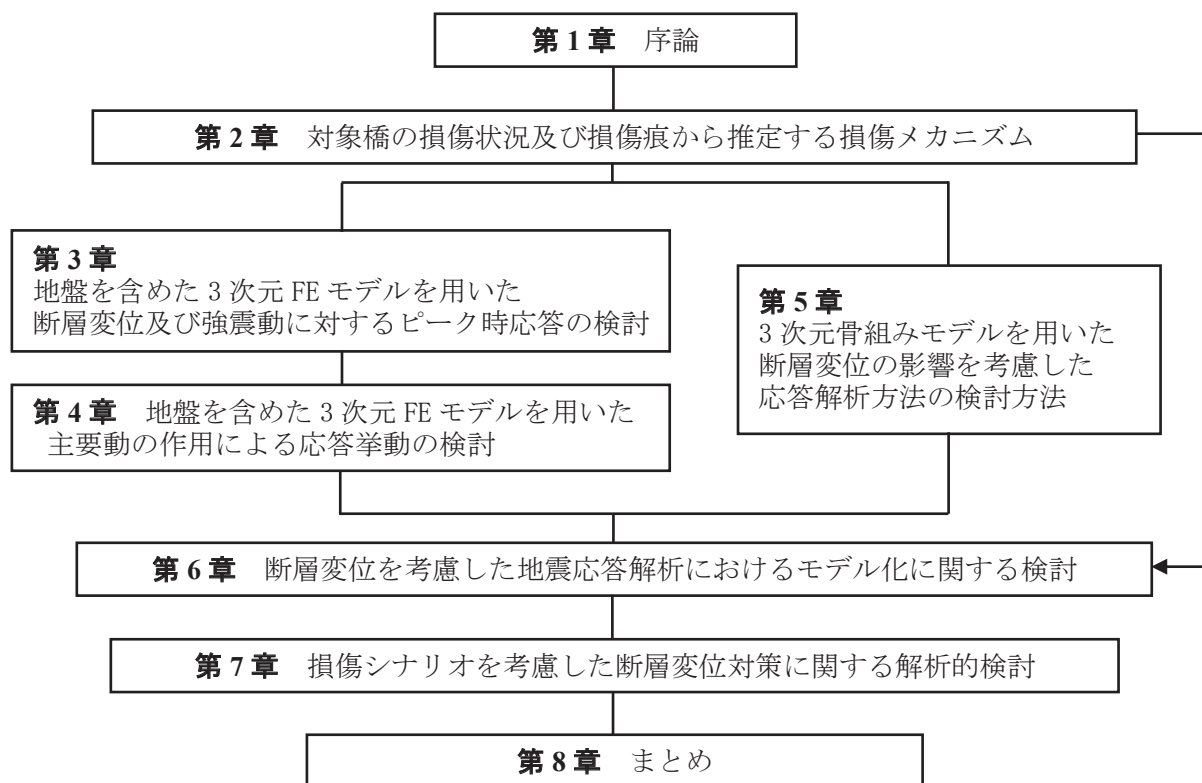 第1章 序論
第2章 対象橋の損傷状況及び損傷痕から推定する損傷メカニズム
第3章
地盤を含めた3次元FEモデルを用いた
断層変位及び強震動に対するピーク時応答の検討
第4章 地盤を含めた3次元FEモデルを用いた
主要動の作用による応答挙動の検討
第5章
3次元骨組みモデルを用いた
断層変位の影響を考慮した
応答解析方法の検討方法
第6章 断層変位を考慮した地震応答解析におけるモデル化に関する検討
第7章 損傷シナリオを考慮した断層変位対策に関する解析的検討
第8章 まとめ